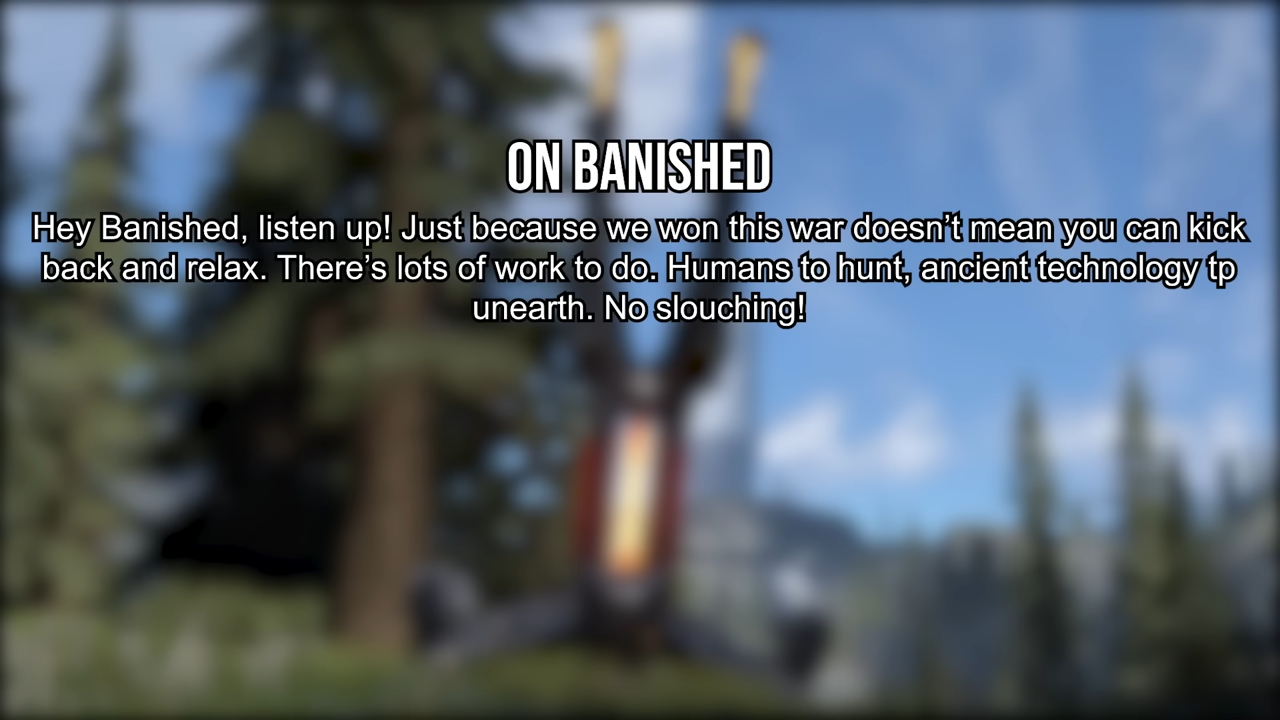 ON BANISHED
Hey Banished, listen up! Just because we won this war doesn’t mean you can kick
back and relax. There’s lots of work to do. Humans to hunt, ancient technology tp
unearth. No slouching!